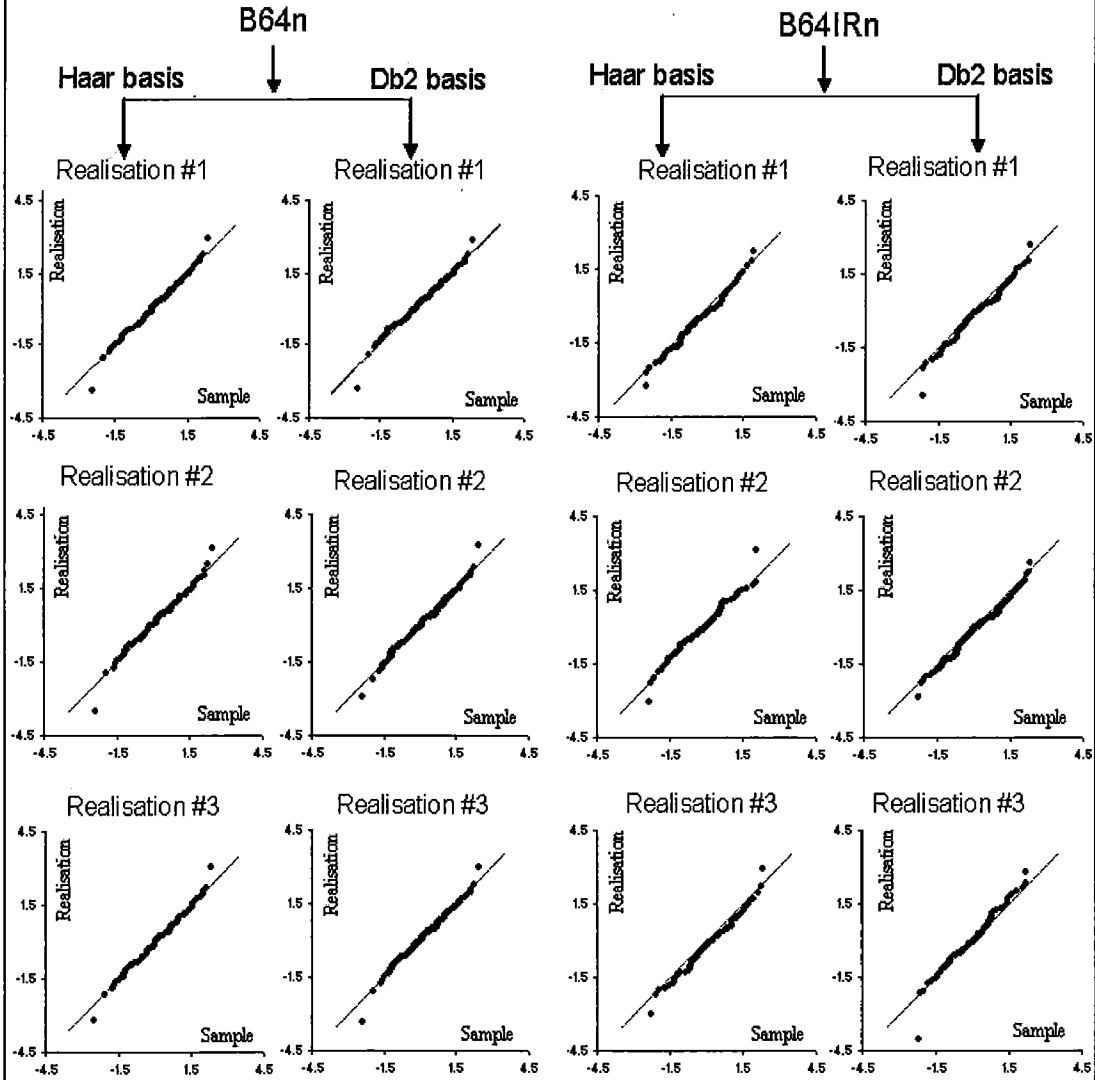 B64n B64IRn
Haar basis Db2 basis Haar basis Db2 basis
Realisation #1 Realisation #1 Realisation #1 Realisation #1
4.5 4.5 4.5 4.5
Realisation Realisation Realisation Realisation
1.5 1.5 1.5 1.5
-1.5 -1.5 -1.5 -1.5
Sample Sample Sample Sample
-4.5 -4.5 -4.5 -4.5
-4.5 -1.5 1.5 4.5 -4.5 -1.5 1.5 4.5 -4.5 -1.5 1.5 4.5 -4.5 -1.5 1.5 4.5
Realisation #2 Realisation #2 Realisation #2 Realisation #2
4.5 4.5 4.5 4.5
Realisation Realisation Realisation Realisation
1.5 1.5 1.5 1.5
-1.5 -1.5 -1.5 -1.5
Sample Sample Sample Sample
-4.5 -4.5 -4.5 -4.5
-4.5 -1.5 1.5 4.5 -4.5 -1.5 1.5 4.5 -4.5 -1.5 1.5 4.5 -4.5 -1.5 1.5 4.5
Realisation #3 Realisation #3 Realisation #3 Realisation #3
4.5 4.5 4.5 4.5
Realisation Realisation Realisation Realisation
1.5 1.5 1.5 1.5
-1.5 -1.5 -1.5 -1.5
Sample Sample Sample Sample
-4.5 -4.5 -4.5 -4.5
-4.5 -1.5 1.5 4.5 -4.5 -1.5 1.5 4.5 -4.5 -1.5 1.5 4.5 -4.5 -1.5 1.5 4.5